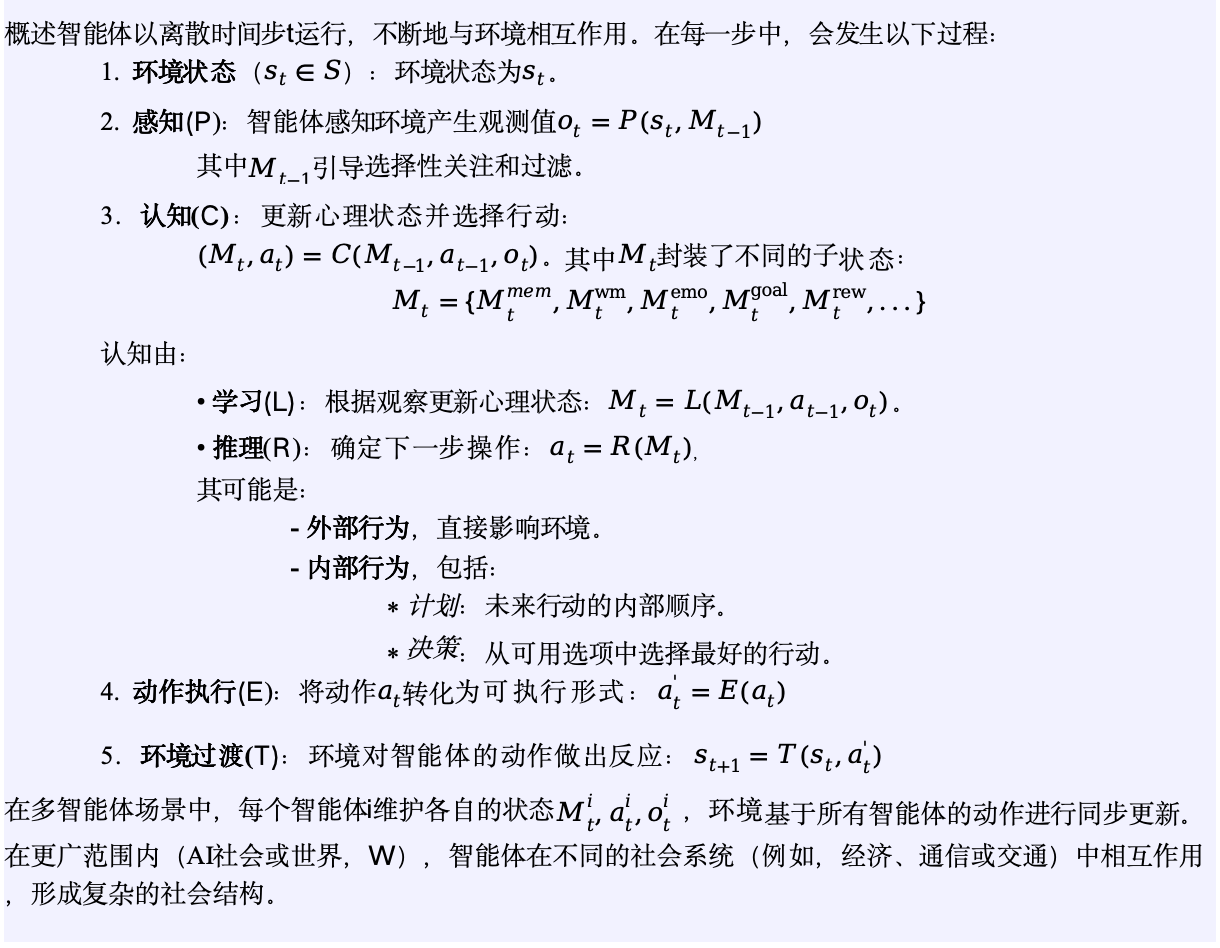 概述智能体以离散时间步t运行，不断地与环境相互作用。在每一步中，会发生以下过程：
1. 环境状态（s_t ∈ S）：环境状态为s_t。
2. 感知(P)：智能体感知环境产生观测值o_t = P(s_t, M_{t−1})
其中M_{t−1}引导选择性关注和过滤。
3. 认知(C)：更新心理状态并选择行动：
(M_t, a_t) = C(M_{t−1}, a_{t−1}, o_t)。其中M_t封装了不同的子状态：
M_t = {M_t^{mem}, M_t^{wm}, M_t^{emo}, M_t^{goal}, M_t^{rew}, . . . }
认知由：
• 学习(L)：根据观察更新心理状态：M_t = L(M_{t−1}, a_{t−1}, o_t)。
• 推理(R)：确定下一步操作：a_t = R(M_t),
其可能是：
- 外部行为，直接影响环境。
- 内部行为，包括：
* 计划：未来行动的内部顺序。
* 决策：从可用选项中选择最好的行动。
4. 动作执行(E)：将动作a_t转化为可执行形式：a_t^' = E(a_t)
5. 环境过渡(T)：环境对智能体的动作做出反应：s_{t+1} = T(s_t, a_t^')
在多智能体场景中，每个智能体i维护各自的状态M_t^i, a_t^i, o_t^i，环境基于所有智能体的动作进行同步更新。
在更广范围内（AI社会或世界，W），智能体在不同的社会系统（例如，经济、通信或交通）中相互作用
，形成复杂的社会结构。